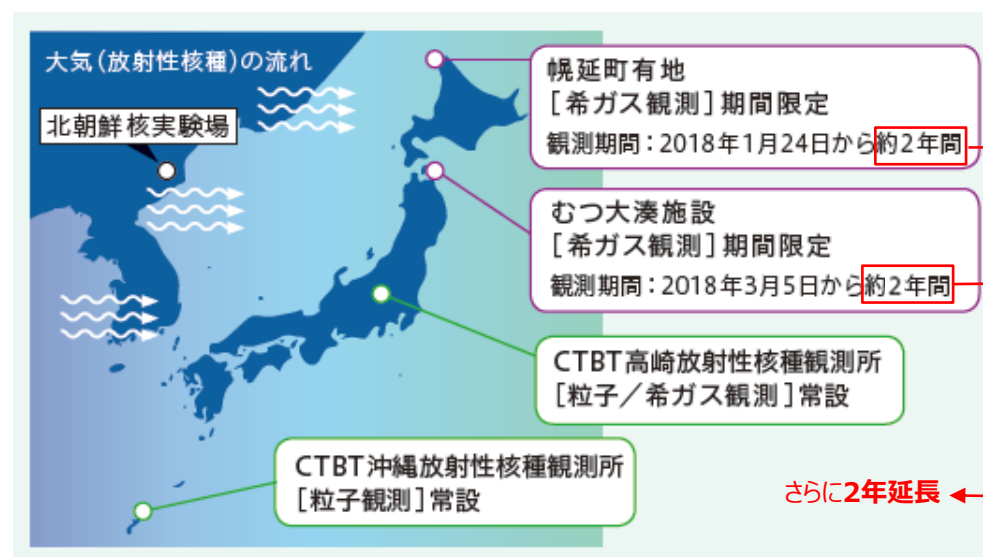 大気(放射性核種)の流れ
北朝鮮核実験場
幌延町有地
[希ガス観測]期間限定
観測期間：2018年1月24日から約2年間
むつ大湊施設
[希ガス観測]期間限定
観測期間：2018年3月5日から約2年間
CTBT高崎放射性核種観測所
[粒子／希ガス観測]常設
CTBT沖縄放射性核種観測所
[粒子観測]常設
さらに2年延長